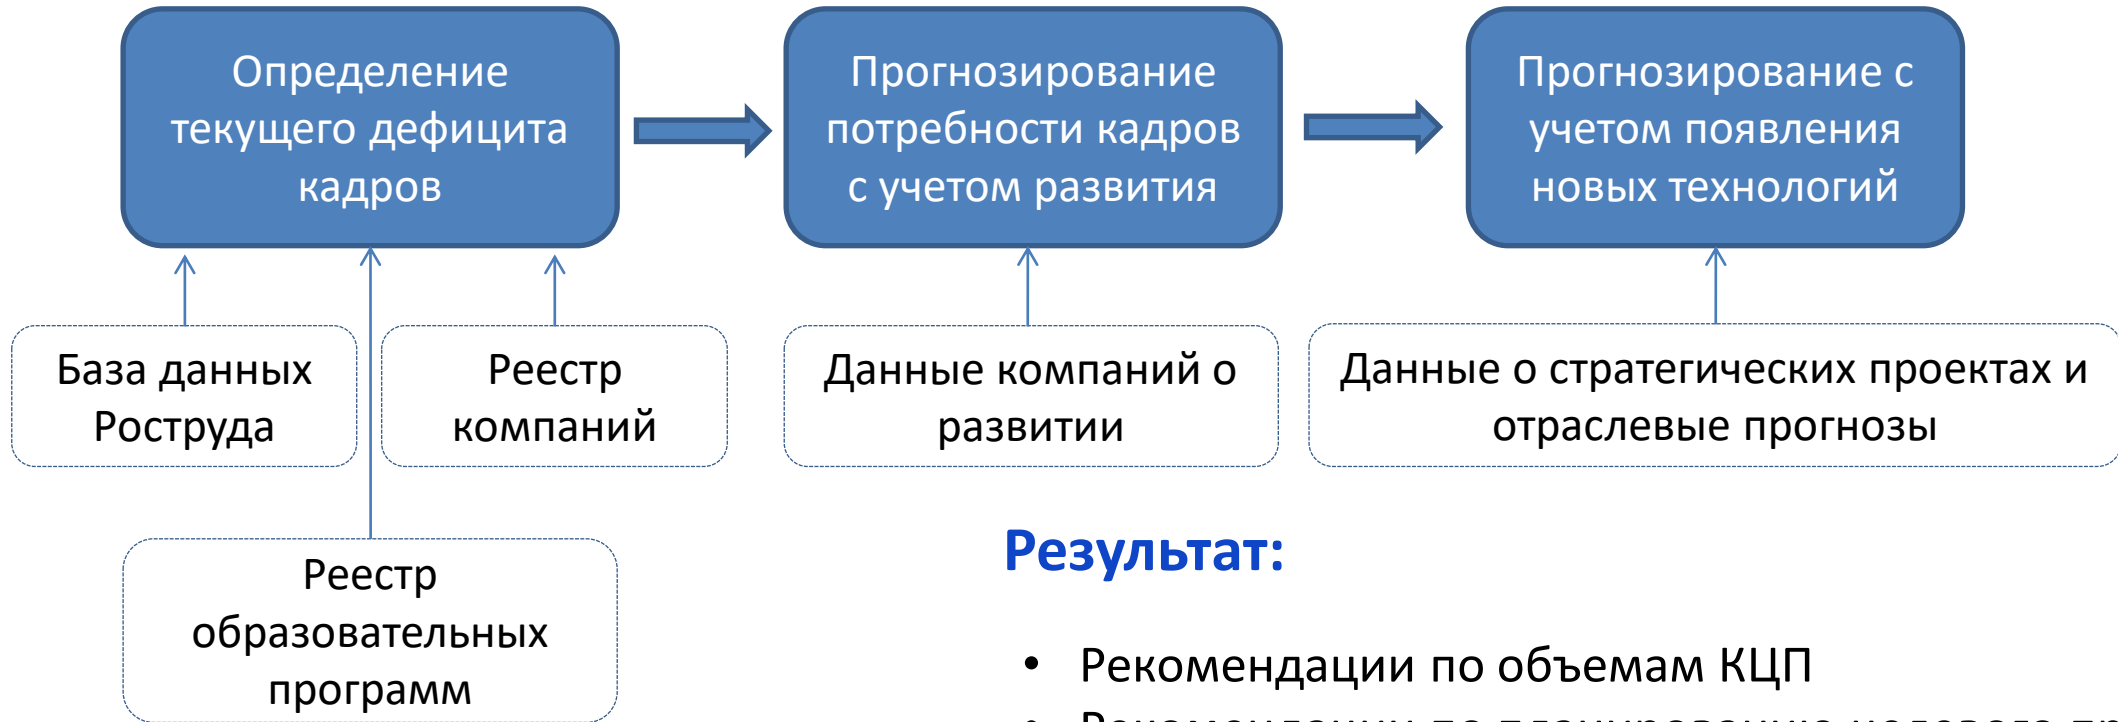 Определение
текущего дефицита
кадров
Прогнозирование
потребности кадров
с учетом развития
Прогнозирование с
учетом появления
новых технологий
База данных
Роструда
Реестр
компаний
Данные компаний о
развитии
Данные о стратегических проектах и
отраслевые прогнозы
Реестр
образовательных
программ
Результат:
• Рекомендации по объемам КЦП